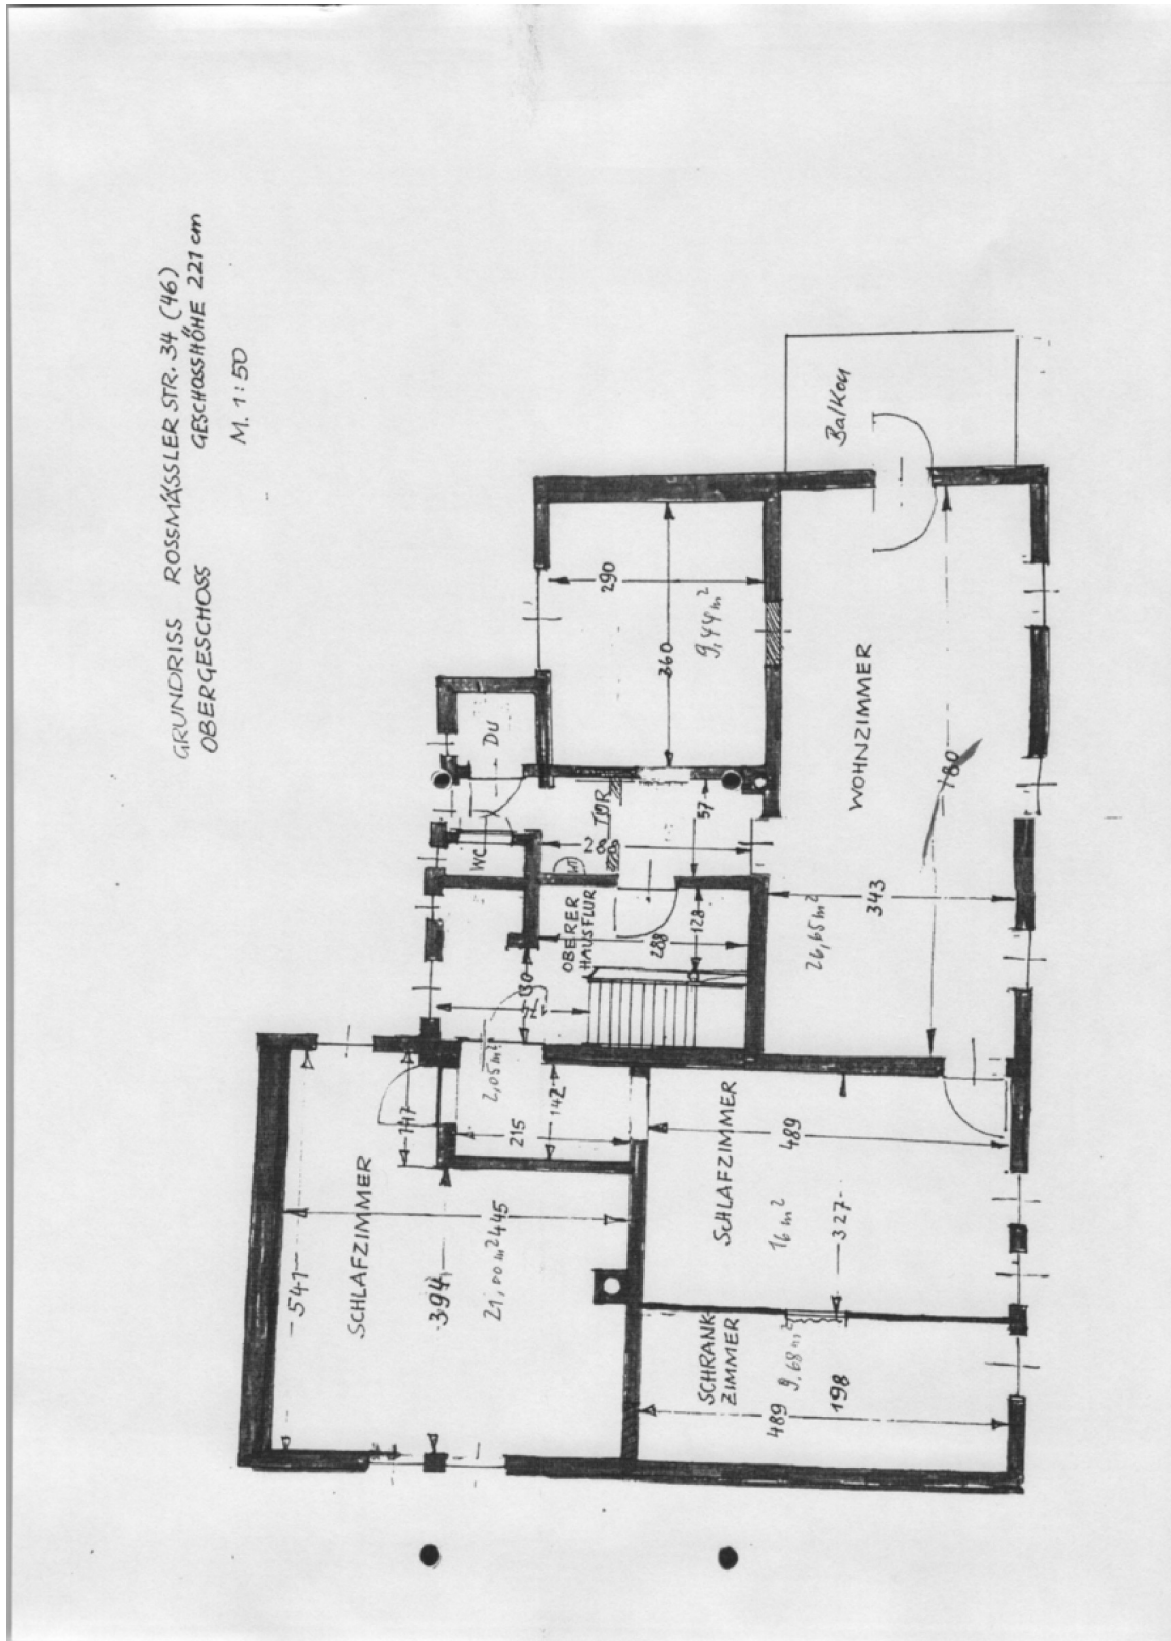 GRUNDRISS ROSSMÄSSLER STR. 34 (46)
OBERGESCHOSS GESCHOSSHÖHE 221 cm
M. 1:50
541
SCHLAFZIMMER
147
394
21,00 m² 445
2,05 m²
215
142
WC
DU
TÜR
WT
57
OBERER
HAUSFLUR
288
128
290
360
9,44 m²
Balkon
WOHNZIMMER
780
343
26,65 m²
SCHLAFZIMMER
489
16 m²
327
SCHRANK-
ZIMMER
9,68 m²
489
198